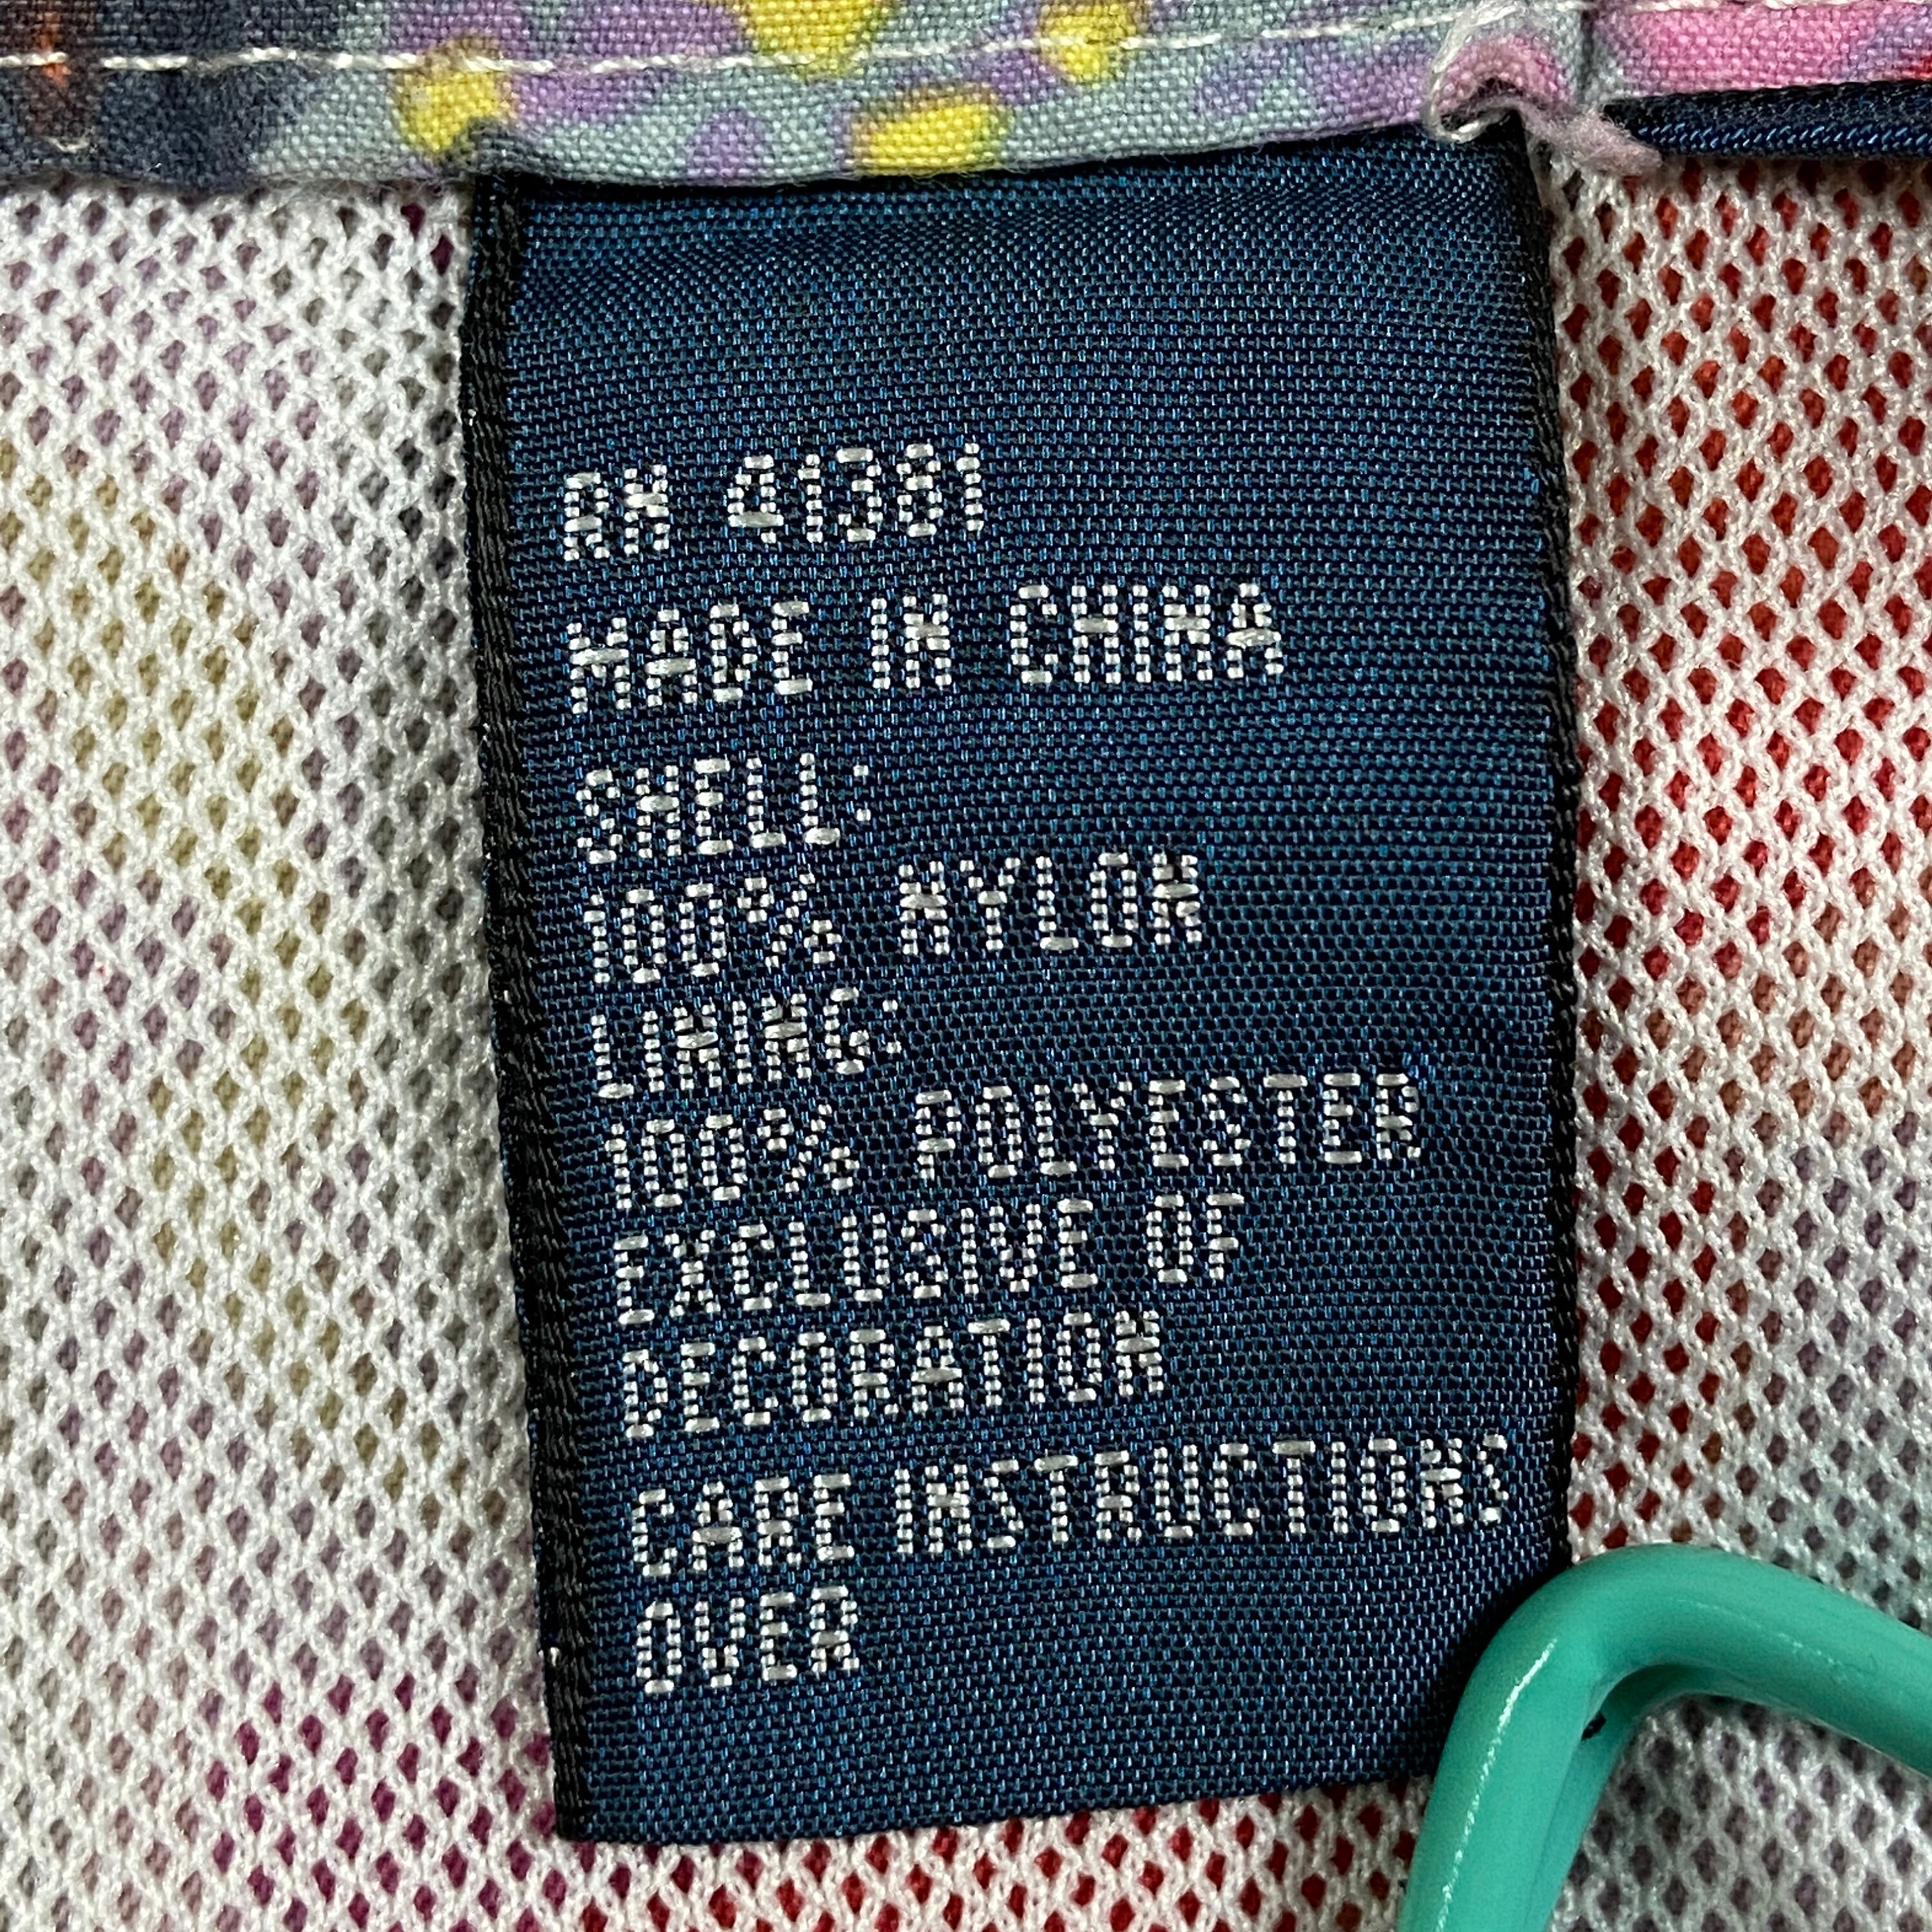 RN 41381
MADE IN CHINA
SHELL:
100% NYLON
LINING:
100% POLYESTER
EXCLUSIVE OF
DECORATION
CARE INSTRUCTIONS
OVER